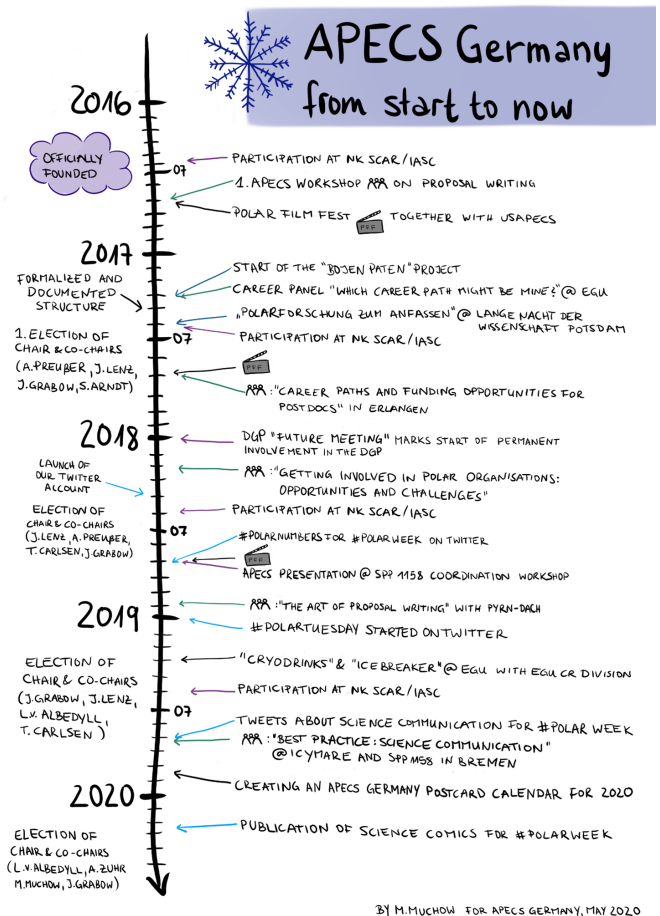 APECS Germany
from start to now
2016
OFFICIALLY
FOUNDED
07
PARTICIPATION AT NK SCAR/IASC
1. APECS WORKSHOP ON PROPOSAL WRITING
POLAR FILM FEST PFF TOGETHER WITH USAPECS
2017
START OF THE "BOJEN PATEN" PROJECT
FORMALIZED AND
DOCUMENTED
STRUCTURE
CAREER PANEL "WHICH CAREER PATH MIGHT BE MINE?" @ EGU
„POLARFORSCHUNG ZUM ANFASSEN" @ LANGE NACHT DER
WISSENSCHAFT POTSDAM
07
PARTICIPATION AT NK SCAR/IASC
1. ELECTION OF
CHAIR & CO-CHAIRS
(A. PREUßER, J. LENZ,
J. GRABOW, S. ARNDT)
PFF
: "CAREER PATHS AND FUNDING OPPORTUNITIES FOR
POSTDOCS" IN ERLANGEN
2018
DGP "FUTURE MEETING" MARKS START OF PERMANENT
INVOLVEMENT IN THE DGP
LAUNCH OF
OUR TWITTER
ACCOUNT
: "GETTING INVOLVED IN POLAR ORGANISATIONS:
OPPORTUNITIES AND CHALLENGES"
PARTICIPATION AT NK SCAR/IASC
ELECTION OF
CHAIR & CO-CHAIRS
(J. LENZ, A. PREUßER,
T. CARLSEN, J. GRABOW)
07
#POLARNUMBERS FOR #POLARWEEK ON TWITTER
PFF
APECS PRESENTATION @ SPP 1158 COORDINATION WORKSHOP
: "THE ART OF PROPOSAL WRITING" WITH PYRN-DACH
2019
#POLARTUESDAY STARTED ON TWITTER
"CRYODRINKS" & "ICEBREAKER" @ EGU WITH EGU CR DIVISION
ELECTION OF
CHAIR & CO-CHAIRS
(J. GRABOW, J. LENZ,
L.V. ALBEDYLL,
T. CARLSEN)
PARTICIPATION AT NK SCAR/IASC
07
TWEETS ABOUT SCIENCE COMMUNICATION FOR #POLAR WEEK
: "BEST PRACTICE: SCIENCE COMMUNICATION"
@ ICYMARE AND SPP 1158 IN BREMEN
CREATING AN APECS GERMANY POSTCARD CALENDAR FOR 2020
2020
PUBLICATION OF SCIENCE COMICS FOR #POLARWEEK
ELECTION OF
CHAIR & CO-CHAIRS
(L.V. ALBEDYLL, A. ZUHR
M. MUCHOW, J. GRABOW)
BY M. MUCHOW FOR APECS GERMANY, MAY 2020